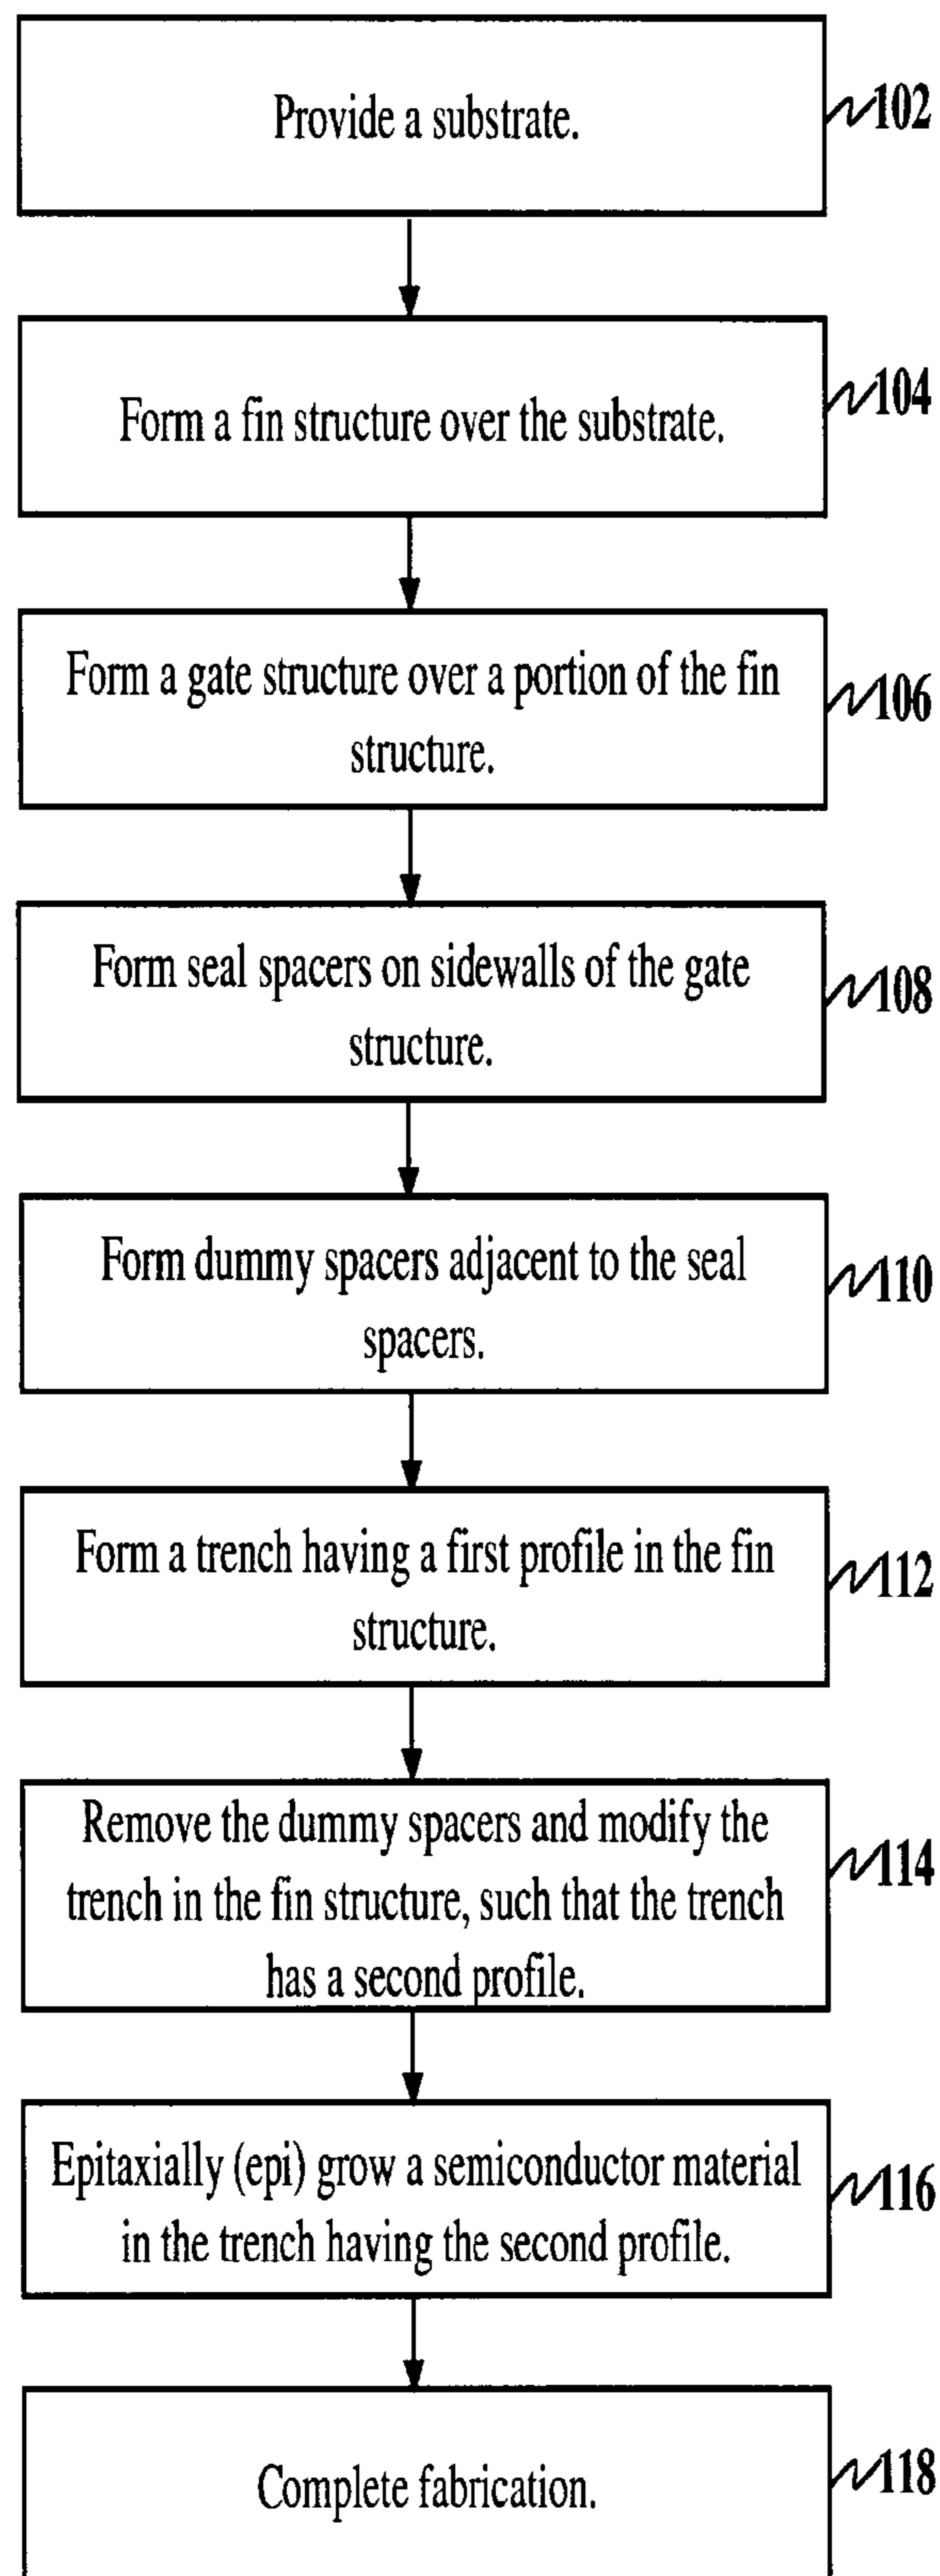 Provide a substrate.
102
Form a fin structure over the substrate.
104
Form a gate structure over a portion of the fin
structure.
106
Form seal spacers on sidewalls of the gate
structure.
108
Form dummy spacers adjacent to the seal
spacers.
110
Form a trench having a first profile in the fin
structure.
112
Remove the dummy spacers and modify the
trench in the fin structure, such that the trench
has a second profile.
114
Epitaxially (epi) grow a semiconductor material
in the trench having the second profile.
116
Complete fabrication.
118